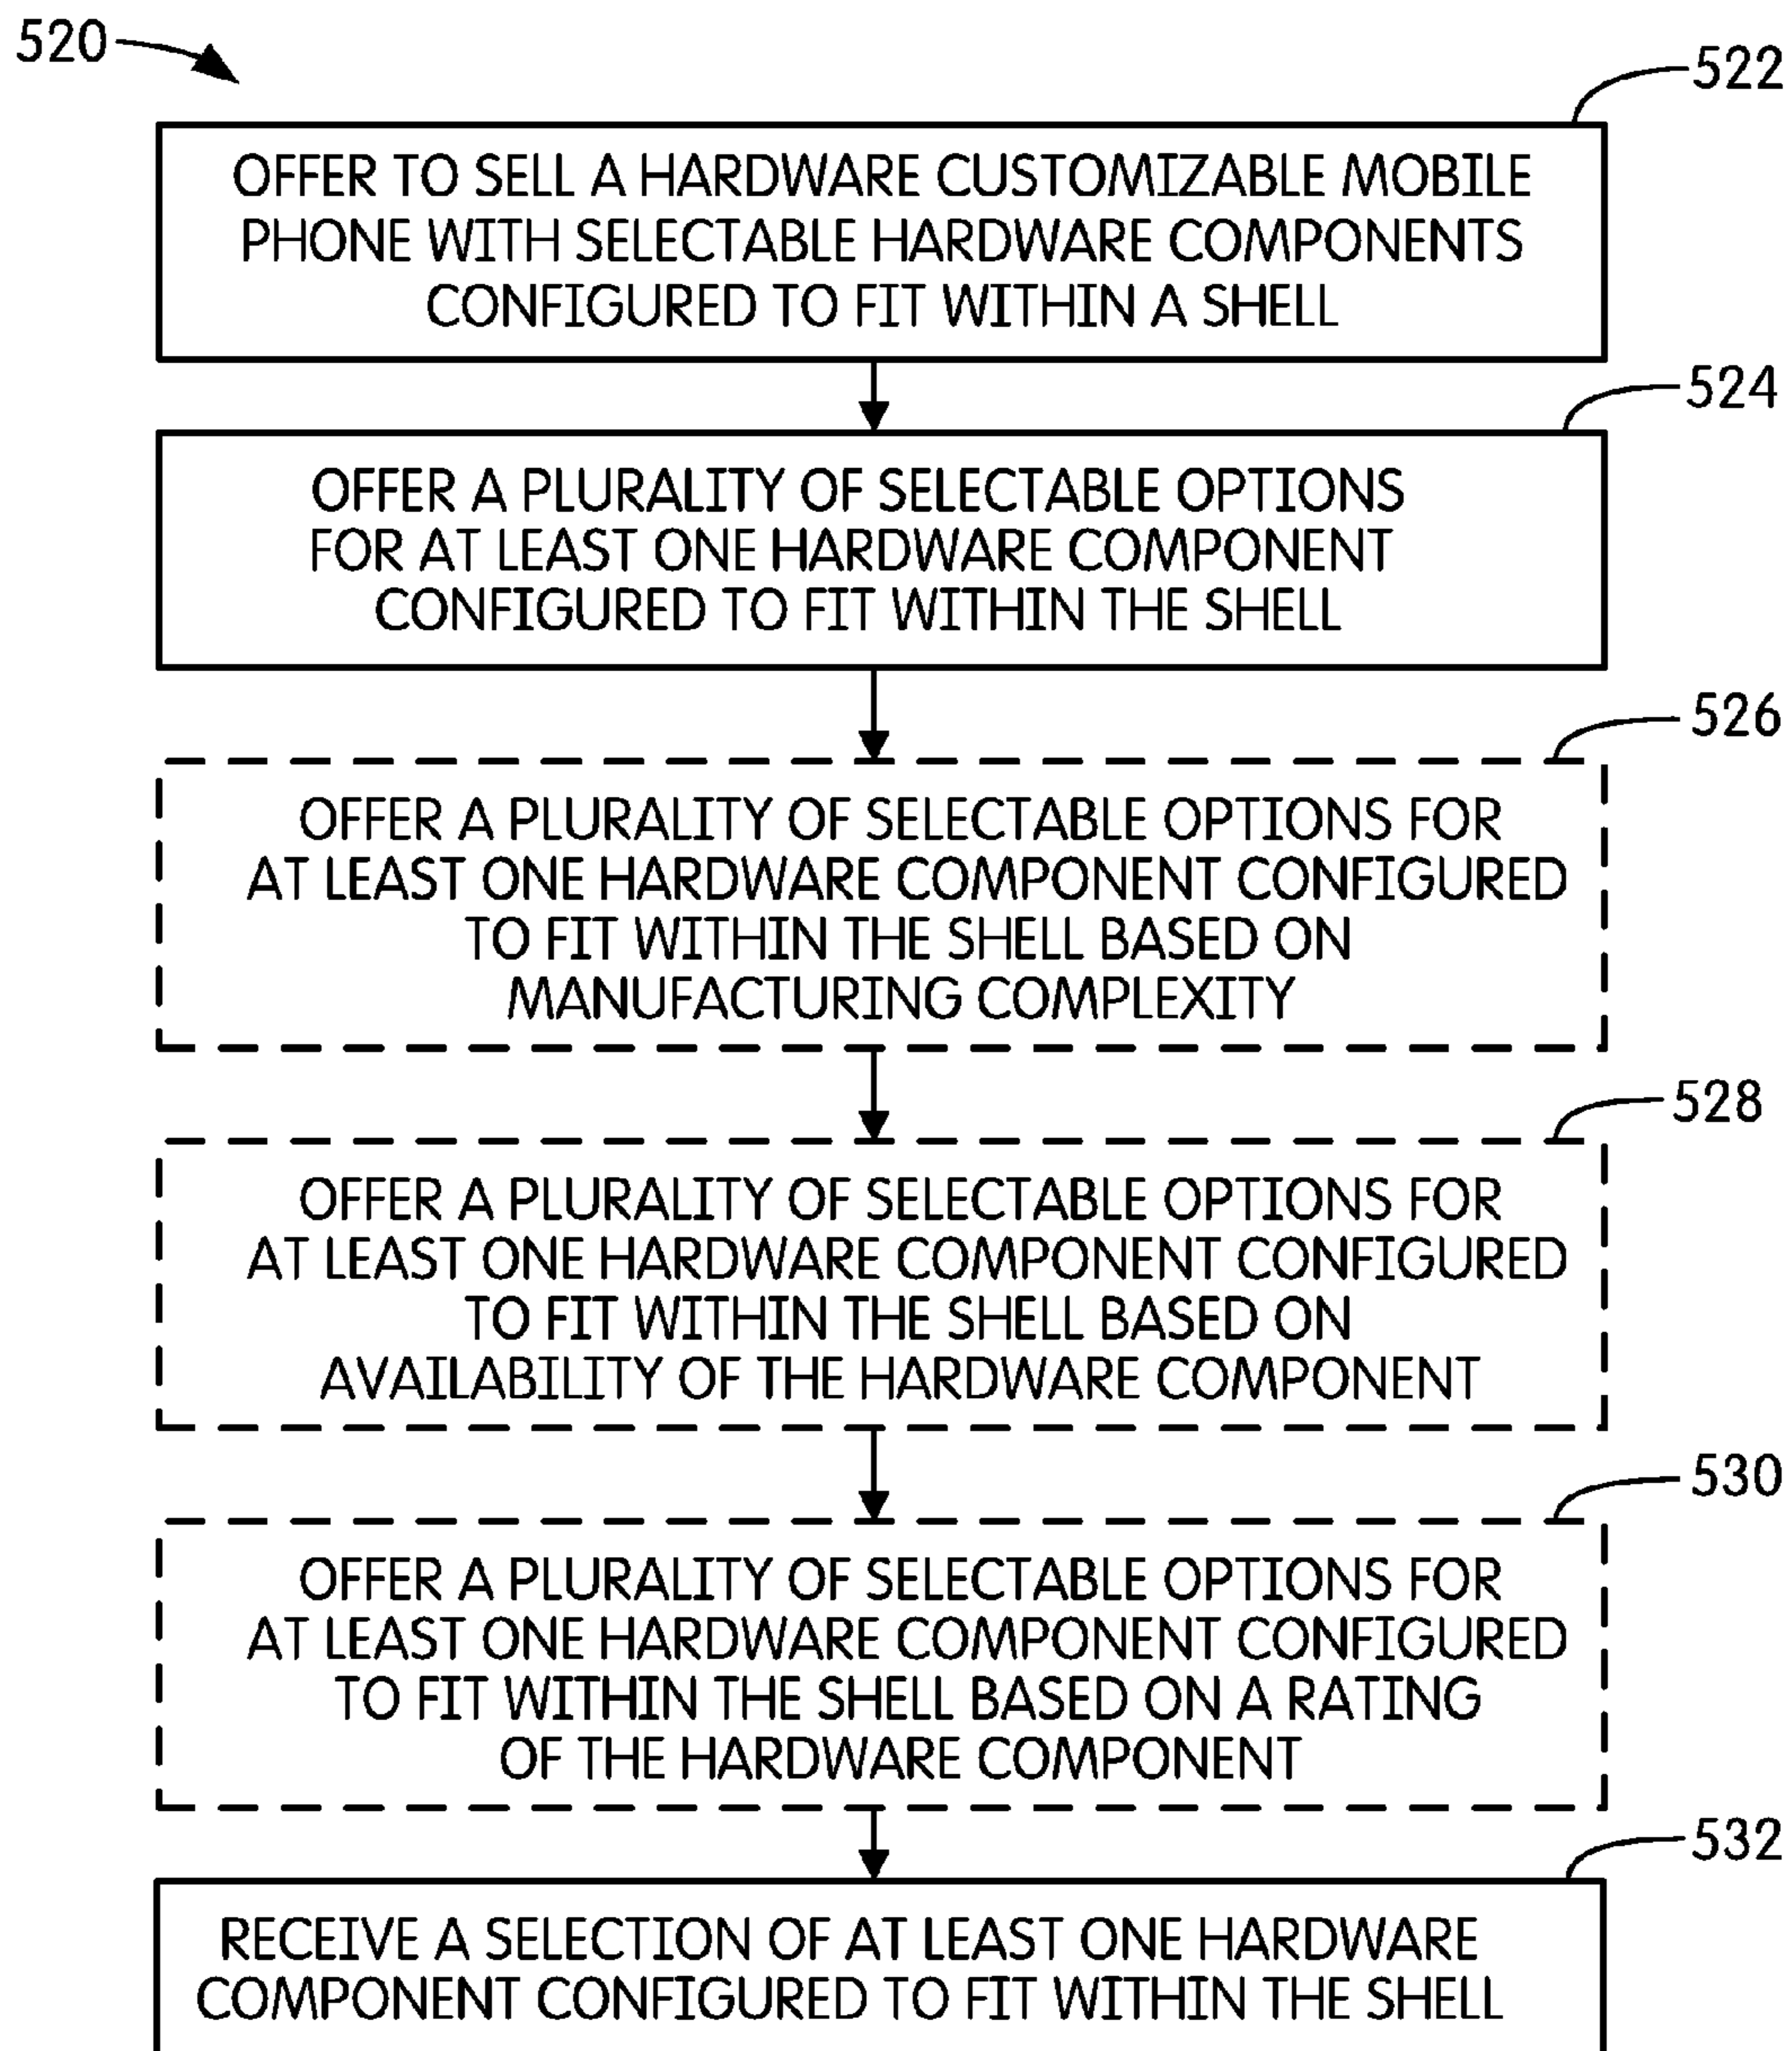 520
522
OFFER TO SELL A HARDWARE CUSTOMIZABLE MOBILE
PHONE WITH SELECTABLE HARDWARE COMPONENTS
CONFIGURED TO FIT WITHIN A SHELL
524
OFFER A PLURALITY OF SELECTABLE OPTIONS
FOR AT LEAST ONE HARDWARE COMPONENT
CONFIGURED TO FIT WITHIN THE SHELL
526
OFFER A PLURALITY OF SELECTABLE OPTIONS FOR
AT LEAST ONE HARDWARE COMPONENT CONFIGURED
TO FIT WITHIN THE SHELL BASED ON
MANUFACTURING COMPLEXITY
528
OFFER A PLURALITY OF SELECTABLE OPTIONS FOR
AT LEAST ONE HARDWARE COMPONENT CONFIGURED
TO FIT WITHIN THE SHELL BASED ON
AVAILABILITY OF THE HARDWARE COMPONENT
530
OFFER A PLURALITY OF SELECTABLE OPTIONS FOR
AT LEAST ONE HARDWARE COMPONENT CONFIGURED
TO FIT WITHIN THE SHELL BASED ON A RATING
OF THE HARDWARE COMPONENT
532
RECEIVE A SELECTION OF AT LEAST ONE HARDWARE
COMPONENT CONFIGURED TO FIT WITHIN THE SHELL